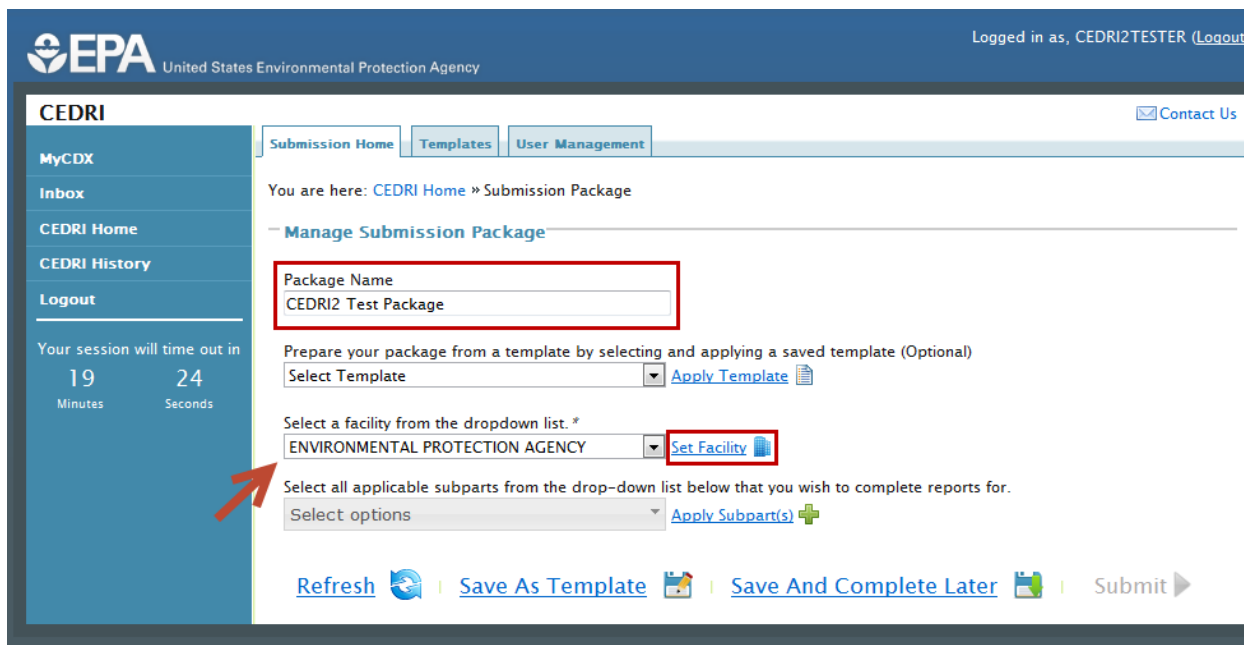 Logged in as, CEDRI2TESTER (Logout
EPA United States Environmental Protection Agency
CEDRI
Contact Us
MyCDX
Inbox
CEDRI Home
CEDRI History
Logout
Your session will time out in
19 24
Minutes Seconds
Submission Home Templates User Management
You are here: CEDRI Home » Submission Package
Manage Submission Package
Package Name
CEDRI2 Test Package
Prepare your package from a template by selecting and applying a saved template (Optional)
Select Template Apply Template
Select a facility from the dropdown list. *
ENVIRONMENTAL PROTECTION AGENCY Set Facility
Select all applicable subparts from the drop-down list below that you wish to complete reports for.
Select options Apply Subpart(s)
Refresh Save As Template Save And Complete Later Submit